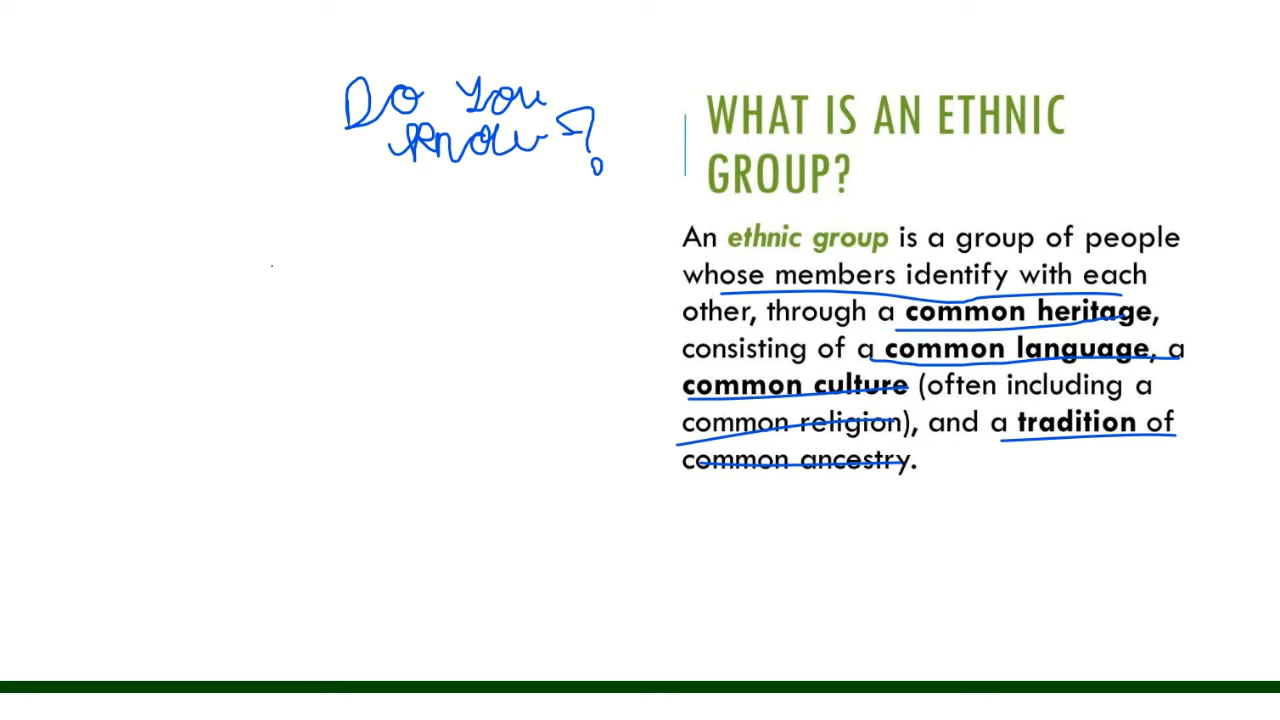 Do You
Know ?
WHAT IS AN ETHNIC
GROUP?
An ethnic group is a group of people
whose members identify with each
other, through a common heritage,
consisting of a common language, a
common culture (often including a
common religion), and a tradition of
common ancestry.